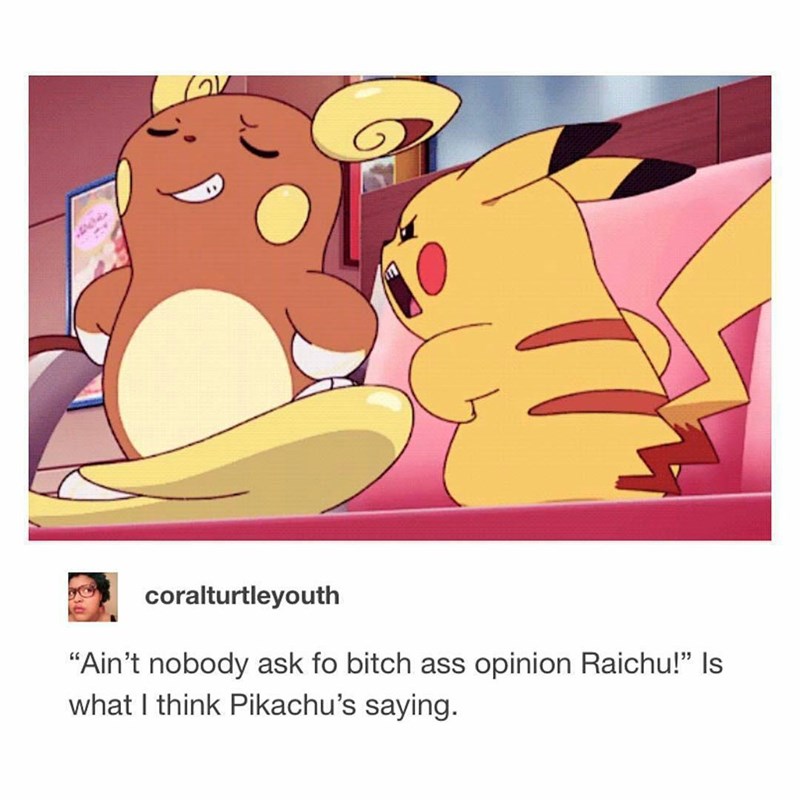 coralturtleyouth
“Ain’t nobody ask fo bitch ass opinion Raichu!” Is
what I think Pikachu’s saying.